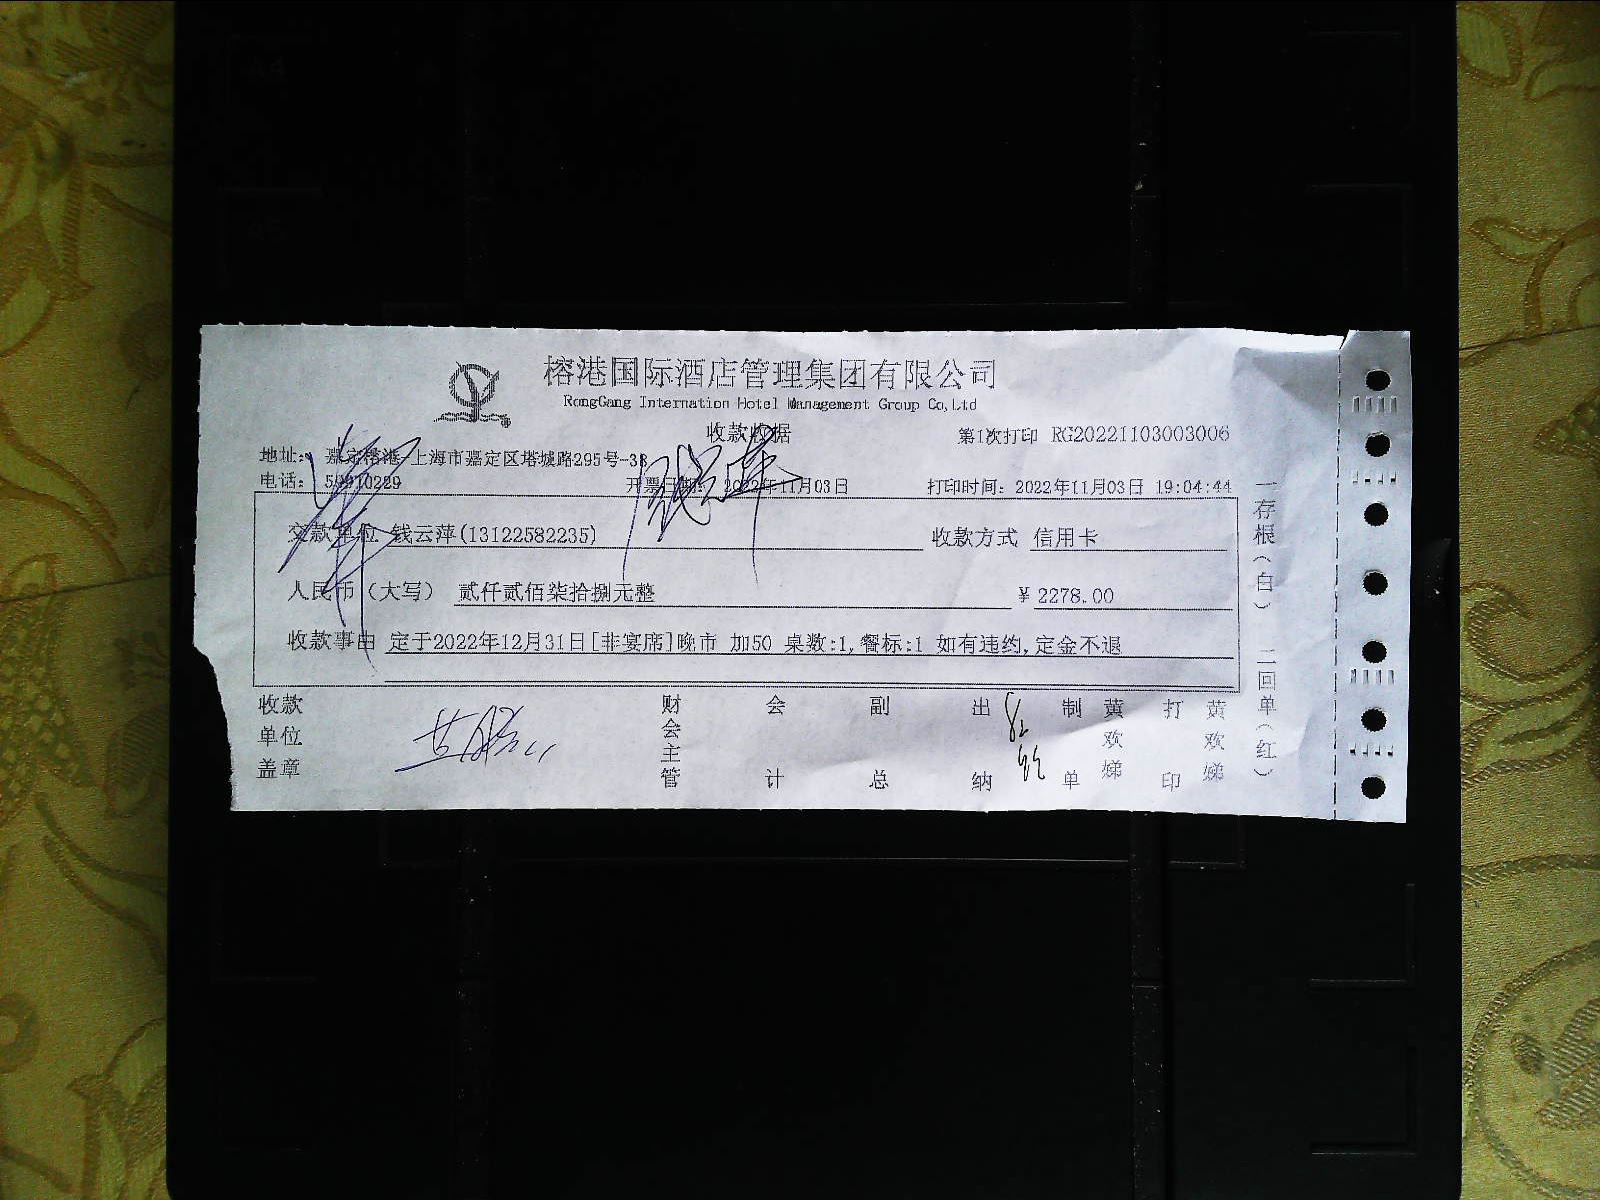 榕港国际酒店管理集团有限公司
RongGang Internation Hotel Management Group Co,Ltd
收款收据
第1次打印 RG20221103003006
地址： 嘉定榕港-上海市嘉定区塔城路295号-38
电话： 59910229 开票日期： 2022年11月03日 打印时间：2022年11月03日 19:04:44
交款单位 钱云萍(13122582235) 收款方式 信用卡
人民币（大写） 贰仟贰佰柒拾捌元整 ￥2278.00
收款事由 定于2022年12月31日[非宴席]晚市 加50 桌数:1,餐标:1 如有违约,定金不退
收款单位盖章 财会主管 会计 副总 出纳 制单 黄欢娣 打印 黄欢娣
一存根（白） 二回单（红）